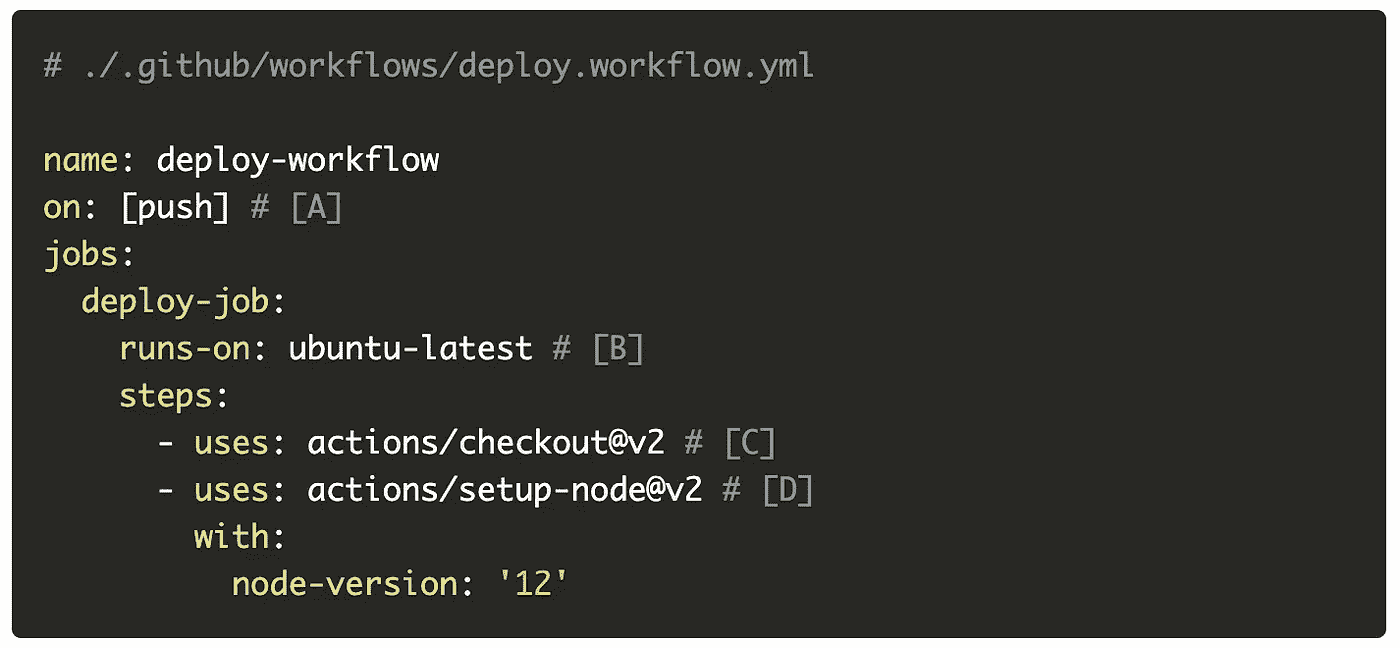 # ./.github/workflows/deploy.workflow.yml
name: deploy-workflow
on: [push] # [A]
jobs:
  deploy-job:
    runs-on: ubuntu-latest # [B]
    steps:
      - uses: actions/checkout@v2 # [C]
      - uses: actions/setup-node@v2 # [D]
        with:
          node-version: '12'